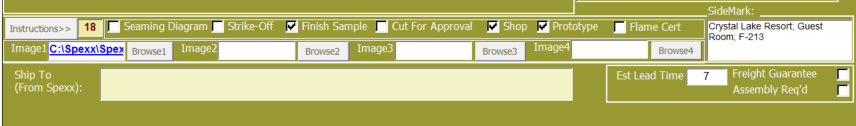 SideMark:
Instructions>> 18 Seaming Diagram Strike-Off Finish Sample Cut For Approval Shop Prototype Flame Cert
Crystal Lake Resort; Guest
Room; F-213
Image1 C:\Spexx\Spex Browse1 Image2 Browse2 Image3 Browse3 Image4 Browse4
Ship To
(From Spexx):
Est Lead Time 7 Freight Guarantee
Assembly Req'd